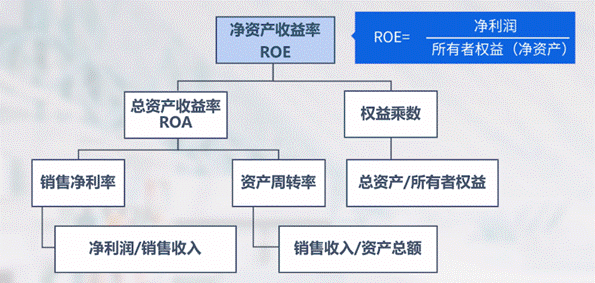 净资产收益率
ROE
ROE=
净利润
所有者权益（净资产）
总资产收益率
ROA
权益乘数
销售净利率
资产周转率
总资产/所有者权益
净利润/销售收入
销售收入/资产总额